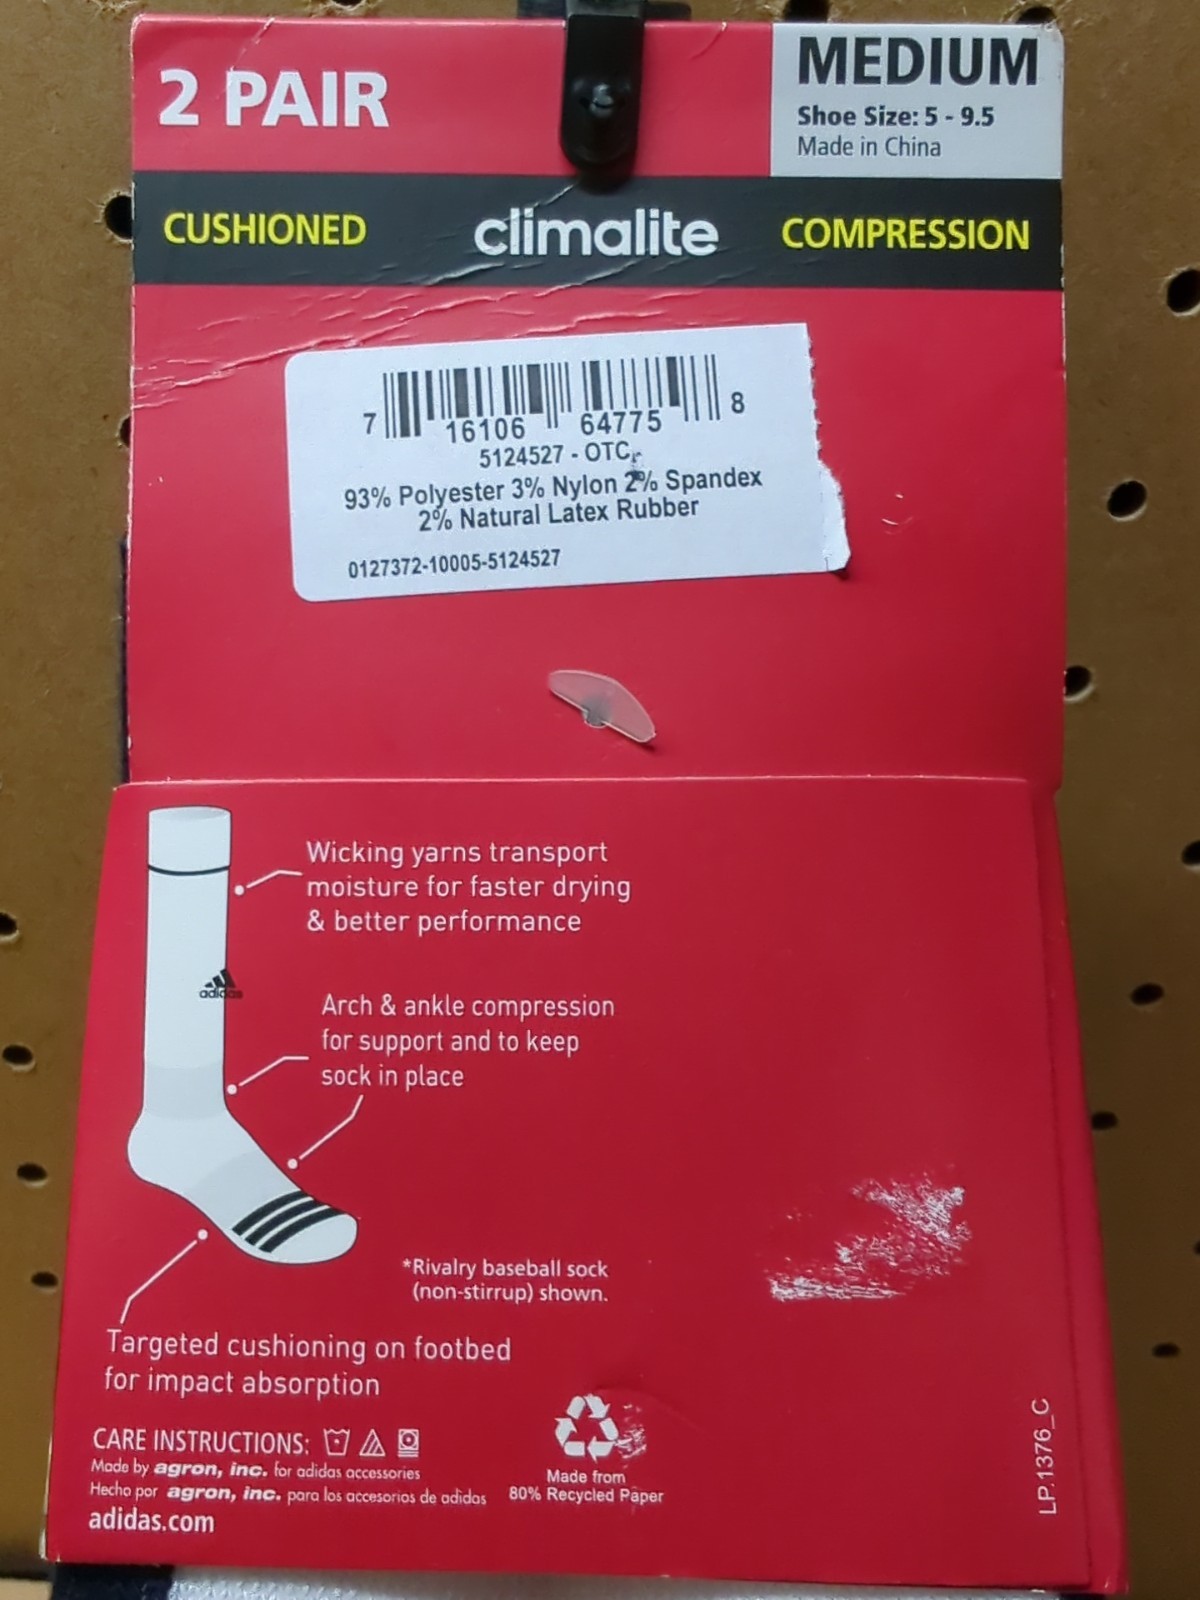 2 PAIR
MEDIUM
Shoe Size: 5 - 9.5
Made in China
CUSHIONED climalite COMPRESSION
7 16106 64775 8
5124527 - OTC
93% Polyester 3% Nylon 2% Spandex
2% Natural Latex Rubber
0127372-10005-5124527
Wicking yarns transport
moisture for faster drying
& better performance
adidas
Arch & ankle compression
for support and to keep
sock in place
*Rivalry baseball sock
(non-stirrup) shown.
Targeted cushioning on footbed
for impact absorption
CARE INSTRUCTIONS:
Made by agron, inc. for adidas accessories
Hecho por agron, inc. para los accesorios de adidas
adidas.com
Made from
80% Recycled Paper
LP.1376_C